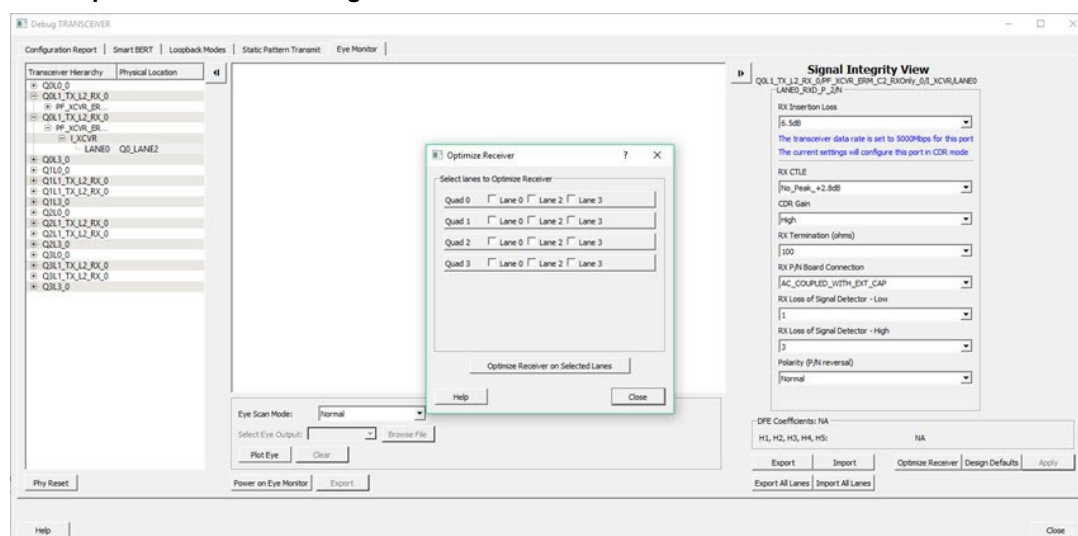 Debug TRANSCEIVER
Configuration Report Smart BERT Loopback Modes Static Pattern Transmit Eye Monitor
Transceiver Hierarchy Physical Location
Q0L0_0
Q0L1_TX_L2_RX_0
PF_XCVR_ER...
Q0L1_TX_L2_RX_0
PF_XCVR_ER...
I_XCVR
LANE0 Q0_LANE2
Q0L3_0
Q1L0_0
Q1L1_TX_L2_RX_0
Q1L1_TX_L2_RX_0
Q1L3_0
Q2L0_0
Q2L1_TX_L2_RX_0
Q2L1_TX_L2_RX_0
Q2L3_0
Q3L0_0
Q3L1_TX_L2_RX_0
Q3L1_TX_L2_RX_0
Q3L3_0
Phy Reset
Optimize Receiver ? ×
Select lanes to Optimize Receiver
Quad 0 Lane 0 Lane 2 Lane 3
Quad 1 Lane 0 Lane 2 Lane 3
Quad 2 Lane 0 Lane 2 Lane 3
Quad 3 Lane 0 Lane 2 Lane 3
Optimize Receiver on Selected Lanes
Help Close
Eye Scan Mode: Normal
Select Eye Output: Browse File
Plot Eye Clear
Power on Eye Monitor Export
Signal Integrity View
Q0L1_TX_L2_RX_0/PF_XCVR_ERM_C2_RXOnly_0/I_XCVR/LANE0
LANE0_RXD_P_2/N
RX Insertion Loss
6.5dB
The transceiver data rate is set to 5000Mbps for this port
The current settings will configure this port in CDR mode
RX CTLE
No_Peak_+2.8dB
CDR Gain
High
RX Termination (ohms)
100
RX P/N Board Connection
AC_COUPLED_WITH_EXT_CAP
RX Loss of Signal Detector - Low
1
RX Loss of Signal Detector - High
3
Polarity (P/N reversal)
Normal
DFE Coefficients: NA
H1, H2, H3, H4, H5: NA
Export Import Optimize Receiver Design Defaults Apply
Export All Lanes Import All Lanes
Help Close